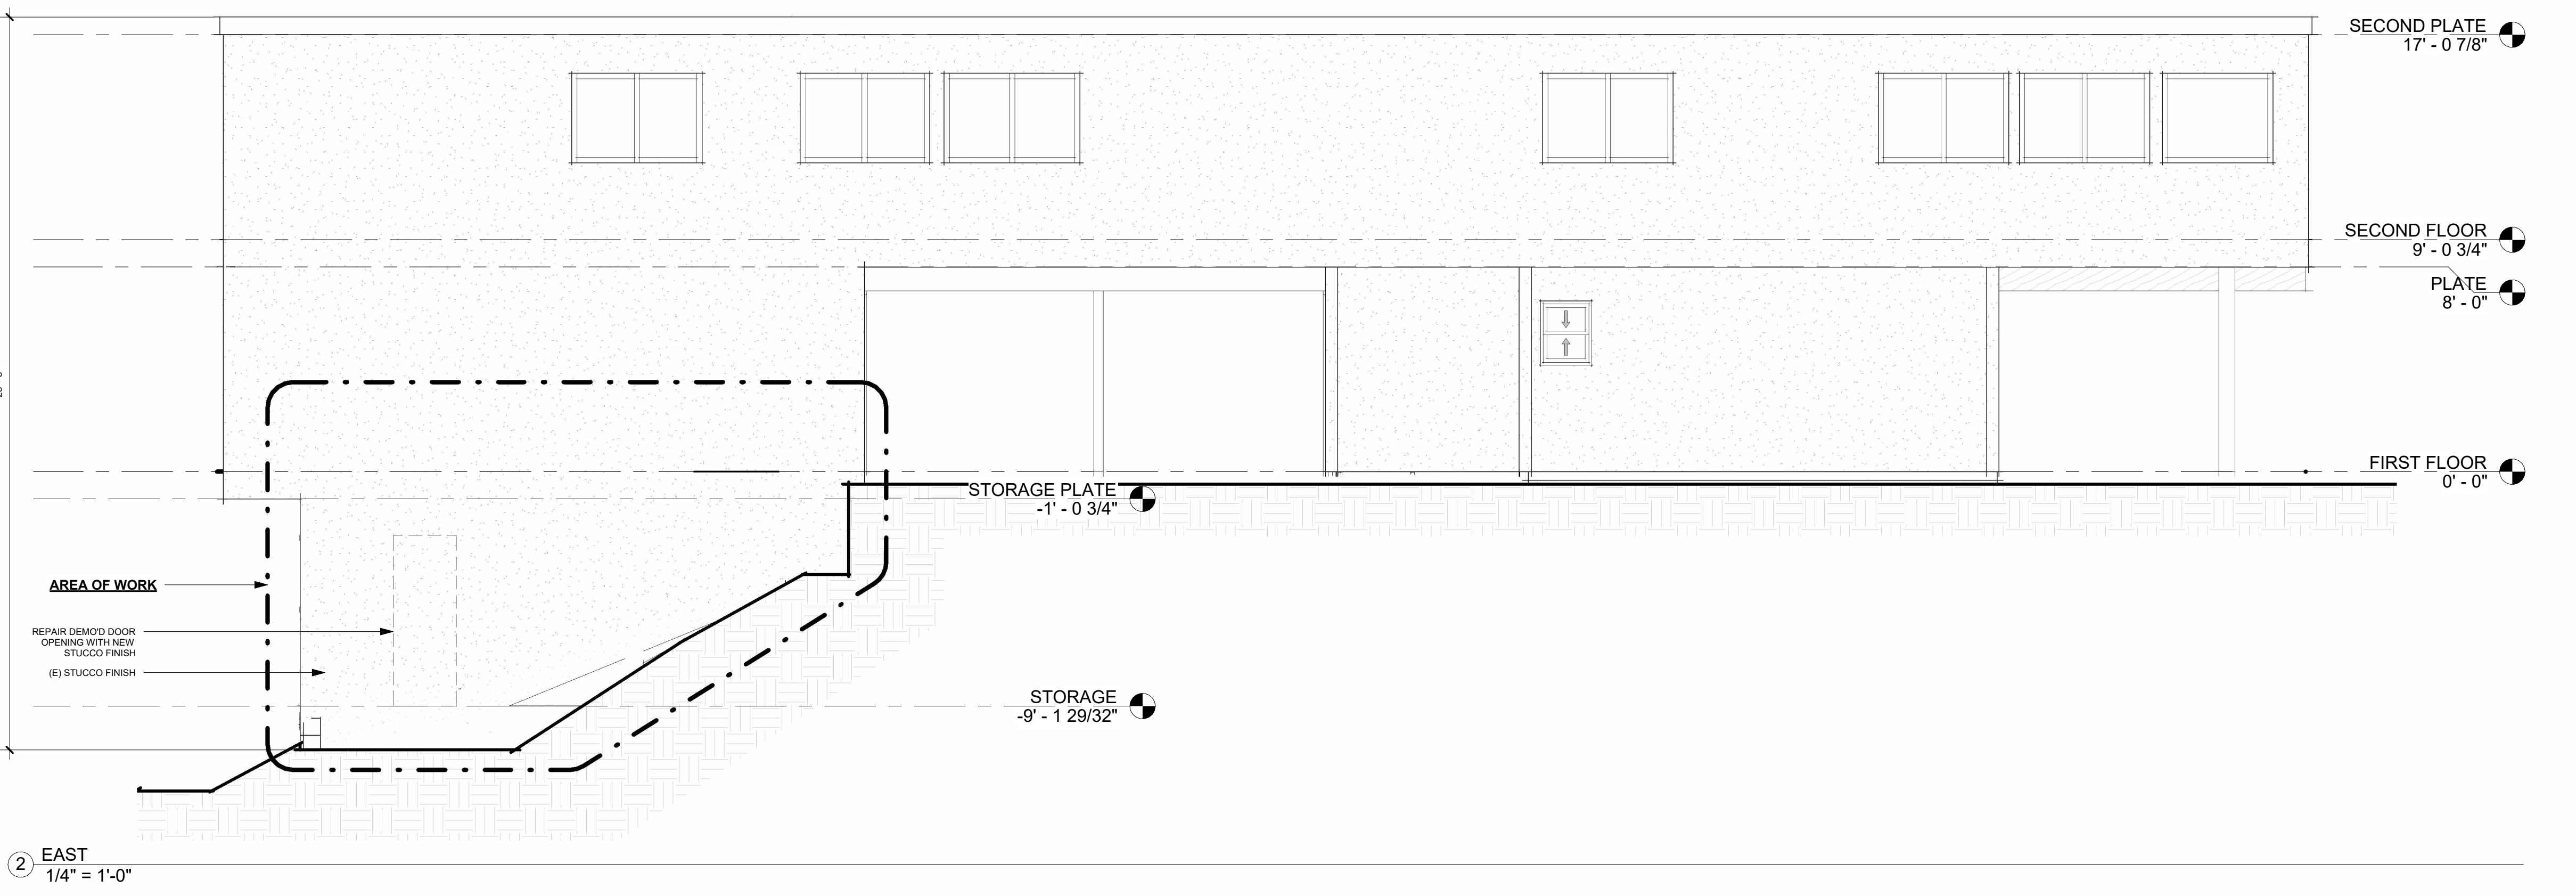 SECOND PLATE
17' - 0 7/8"
SECOND FLOOR
9' - 0 3/4"
PLATE
8' - 0"
FIRST FLOOR
0' - 0"
STORAGE PLATE
-1' - 0 3/4"
AREA OF WORK
REPAIR DEMO'D DOOR
OPENING WITH NEW
STUCCO FINISH
(E) STUCCO FINISH
STORAGE
-9' - 1 29/32"
2
EAST
1/4" = 1'-0"